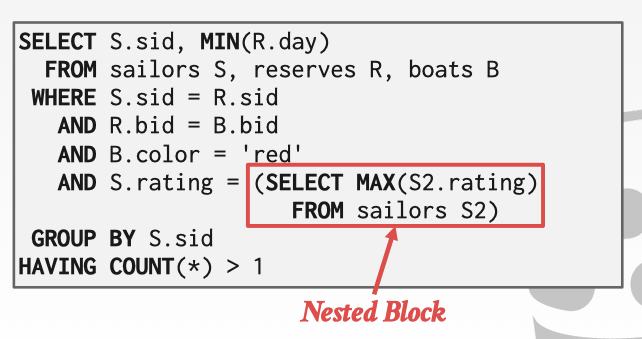 SELECT S.sid, MIN(R.day)
FROM sailors S, reserves R, boats B
WHERE S.sid = R.sid
AND R.bid = B.bid
AND B.color = 'red'
AND S.rating = (SELECT MAX(S2.rating)
FROM sailors S2)
GROUP BY S.sid
HAVING COUNT(*) > 1
Nested Block